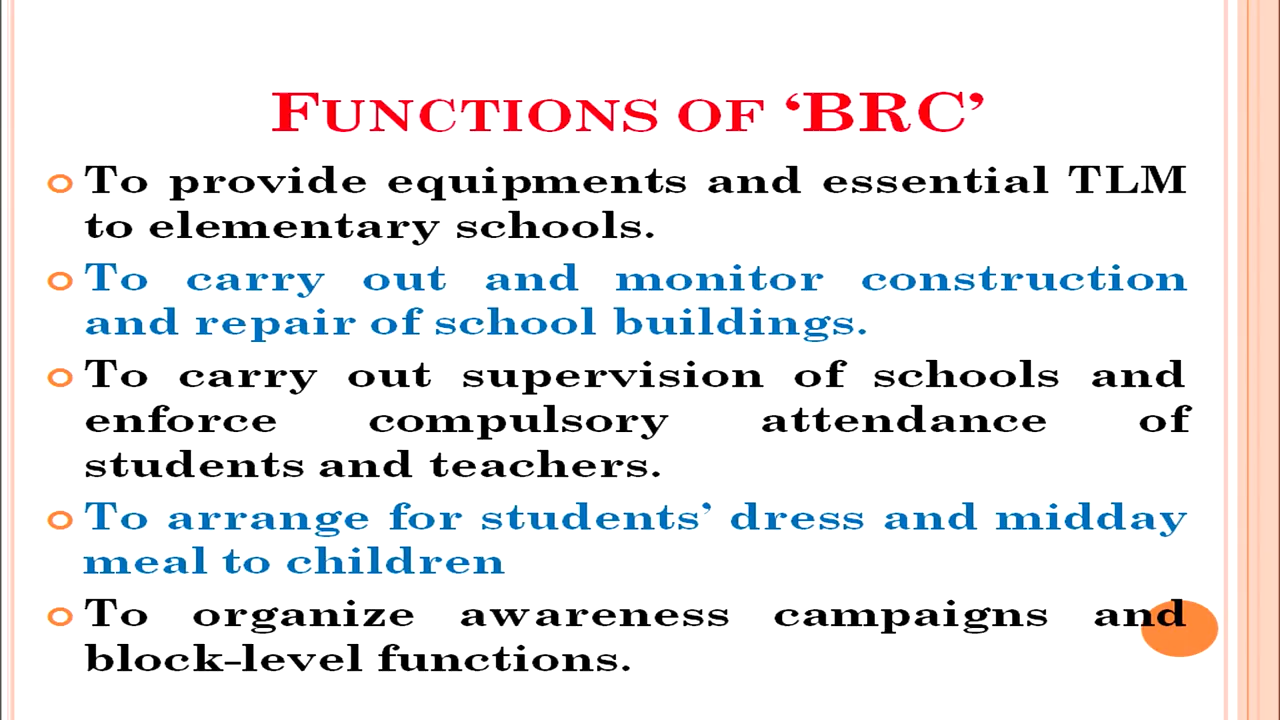 FUNCTIONS OF ‘BRC’
To provide equipments and essential TLM
to elementary schools.
To carry out and monitor construction
and repair of school buildings.
To carry out supervision of schools and
enforce compulsory attendance of
students and teachers.
To arrange for students’ dress and midday
meal to children
To organize awareness campaigns and
block-level functions.